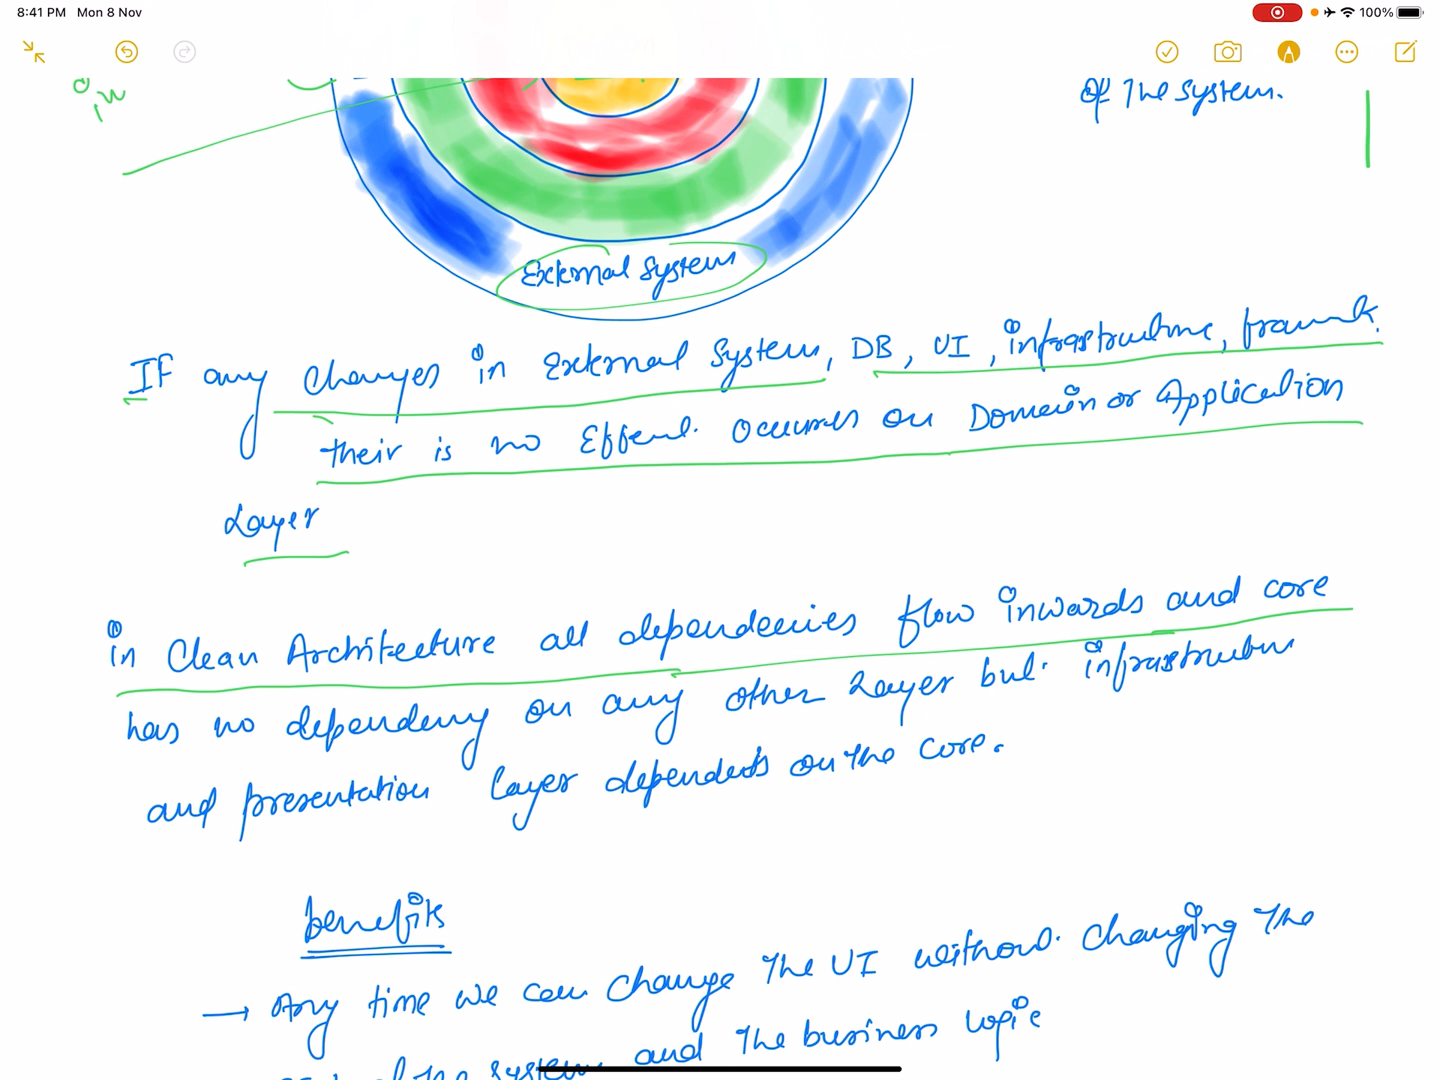 8:41 PM Mon 8 Nov
100%
in
of The system.
External System
IF any changes in External System, DB, UI, infrastructure,
their is no Effect Occurres on Domain or Application
Layer
in Clean Architecture all dependencies flow inwards and core
has no dependency on any other Layer but infrastructure
and presentation layer dependents on the core.
benefits
→ Any time we can change The UI without changing The
system and The business logic